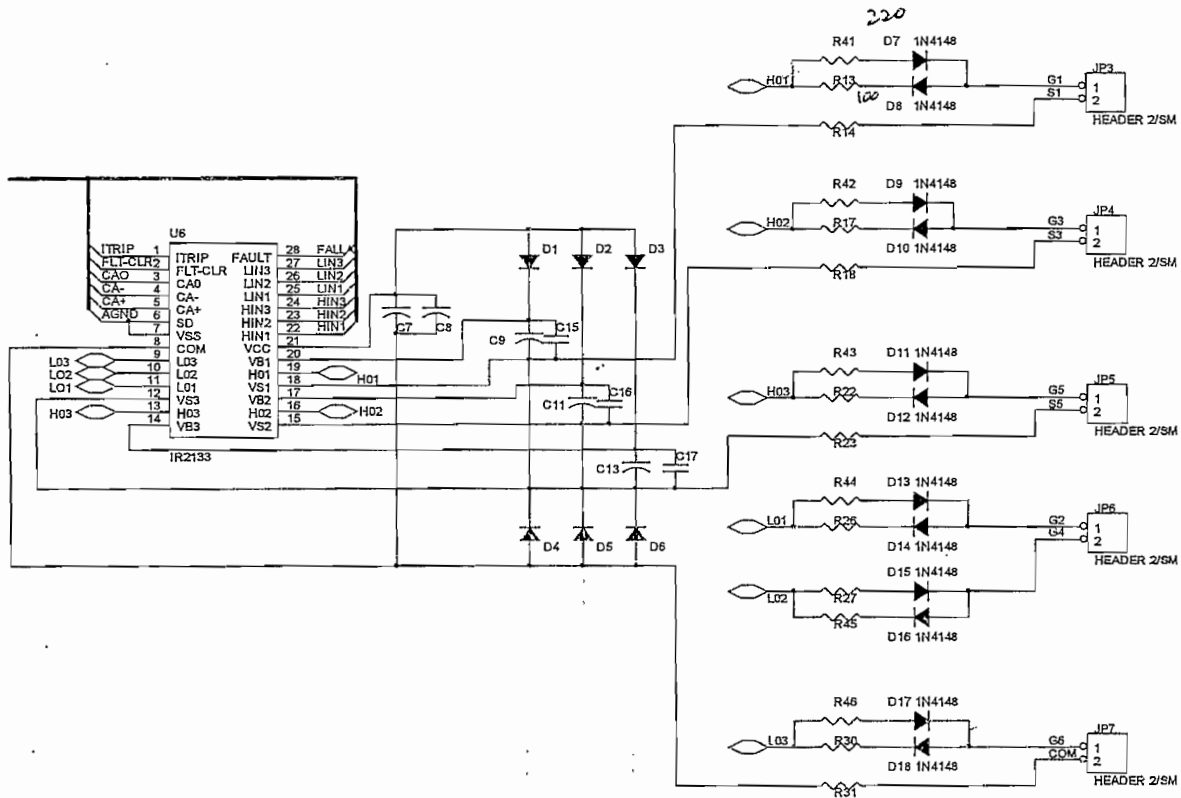 220
R41 D7 1N4148
H01 R13 G1 JP3
100 S1 1
D8 1N4148 2
R14 HEADER 2/SM
R42 D9 1N4148
H02 R17 G3 JP4
D10 1N4148 S3 1
R18 2
HEADER 2/SM
U6
ITRIP 1 ITRIP FAULT 28 FALL
FLT-CLR 2 FLT-CLR LIN3 27 LIN3
CAO 3 CA0 LIN2 26 LIN2
CA- 4 CA- LIN1 25 LIN1
CA+ 5 CA+ HIN3 24 HIN3
AGND 6 SD HIN2 23 HIN2
7 VSS HIN1 22 HIN1
8 COM VCC 21
L03 9 L03 VB1 20
LO2 10 L02 H01 19 H01
LO1 11 L01 VS1 18
12 VS3 VB2 17
H03 13 H03 H02 16 H02
14 VB3 VS2 15
IR2133
D1 D2 D3
C7 C8 C9 C15
C11 C16
C13 C17
D4 D5 D6
R43 D11 1N4148
H03 R22 G5 JP5
D12 1N4148 S5 1
R23 2
HEADER 2/SM
R44 D13 1N4148
L01 R26 G2 JP6
D14 1N4148 G4 1
D15 1N4148 2
L02 R27 HEADER 2/SM
R45
D16 1N4148
R46 D17 1N4148
L03 R30 G6 JP7
D18 1N4148 COM 1
R31 2
HEADER 2/SM